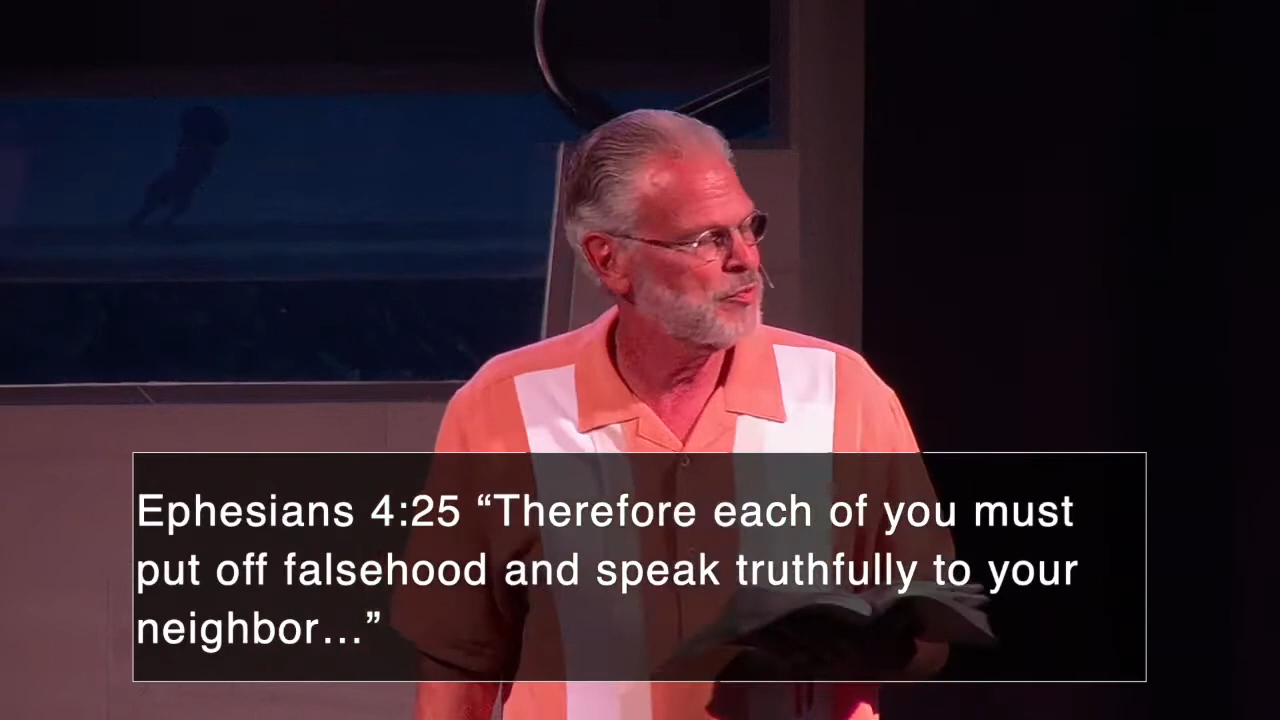 Ephesians 4:25 “Therefore each of you must
put off falsehood and speak truthfully to your
neighbor...”